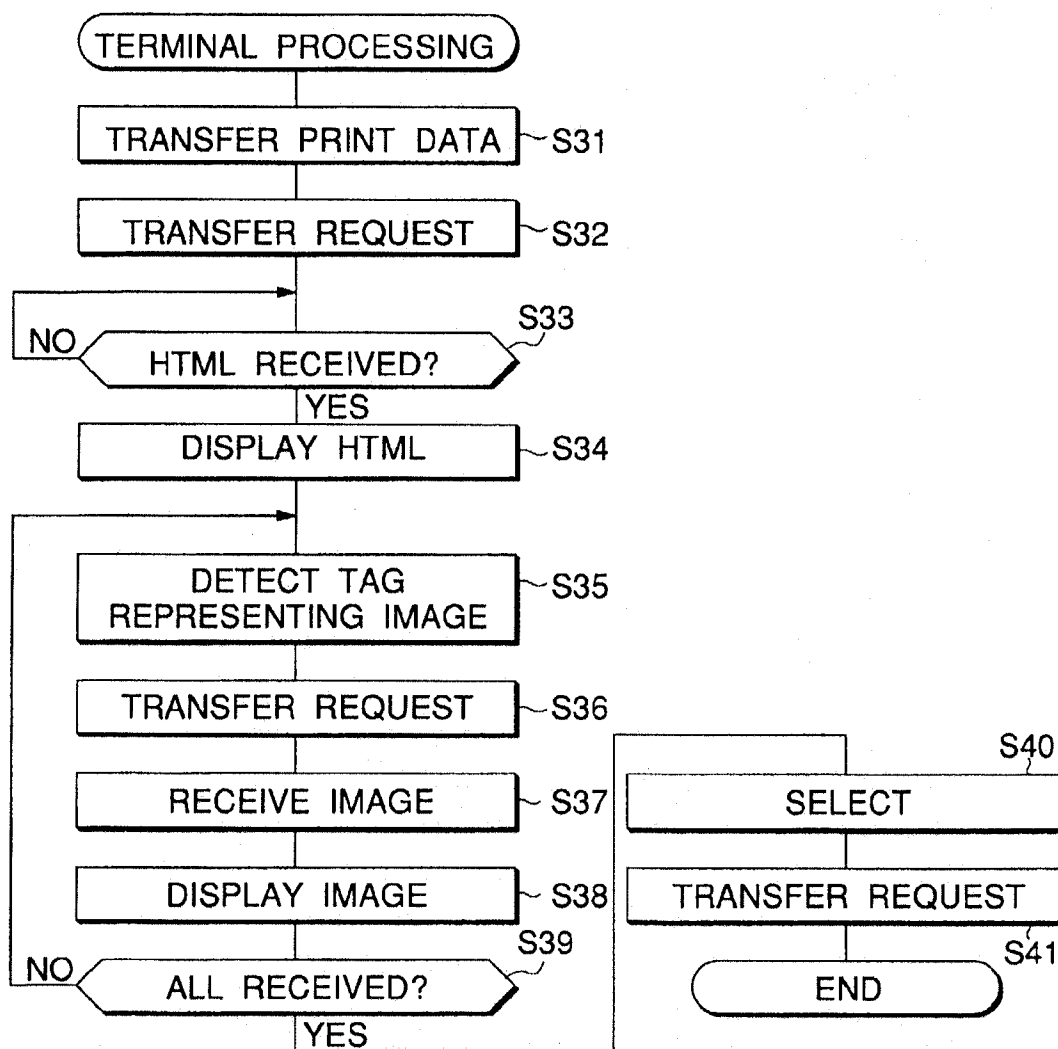 TERMINAL PROCESSING
TRANSFER PRINT DATA
S31
TRANSFER REQUEST
S32
S33
NO
HTML RECEIVED?
YES
DISPLAY HTML
S34
DETECT TAG
REPRESENTING IMAGE
S35
TRANSFER REQUEST
S36
RECEIVE IMAGE
S37
DISPLAY IMAGE
S38
S39
NO
ALL RECEIVED?
YES
S40
SELECT
TRANSFER REQUEST
S41
END